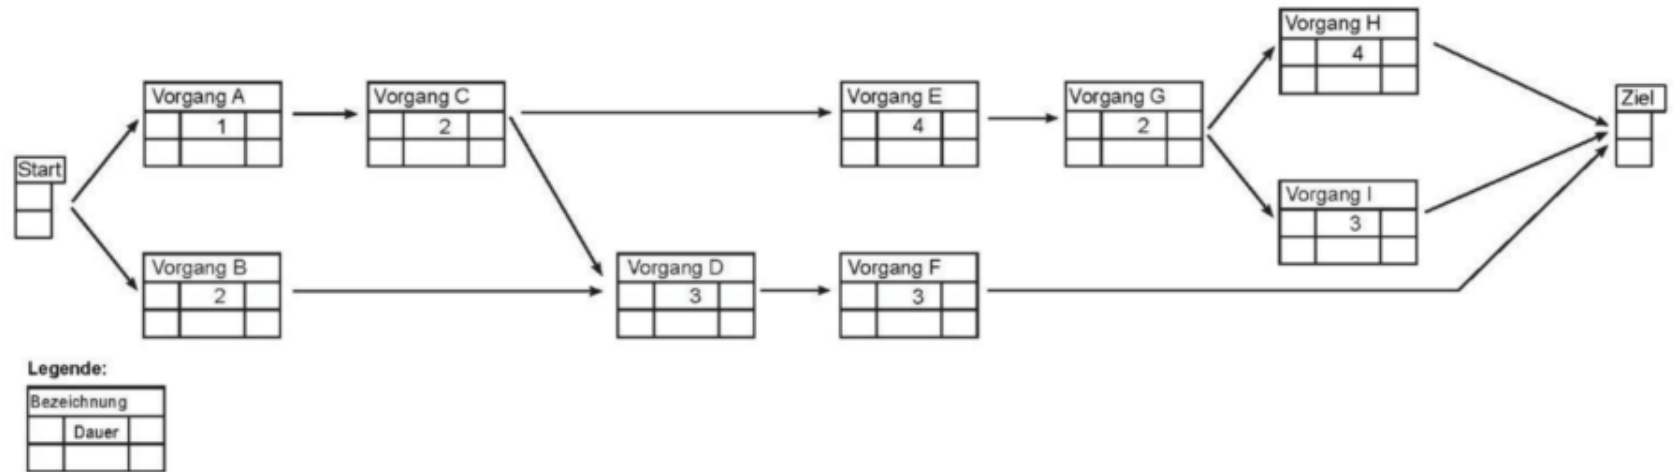 Vorgang H
4
Vorgang A
1
Vorgang C
2
Vorgang E
4
Vorgang G
2
Ziel
Start
Vorgang I
3
Vorgang B
2
Vorgang D
3
Vorgang F
3
Legende:
Bezeichnung
Dauer